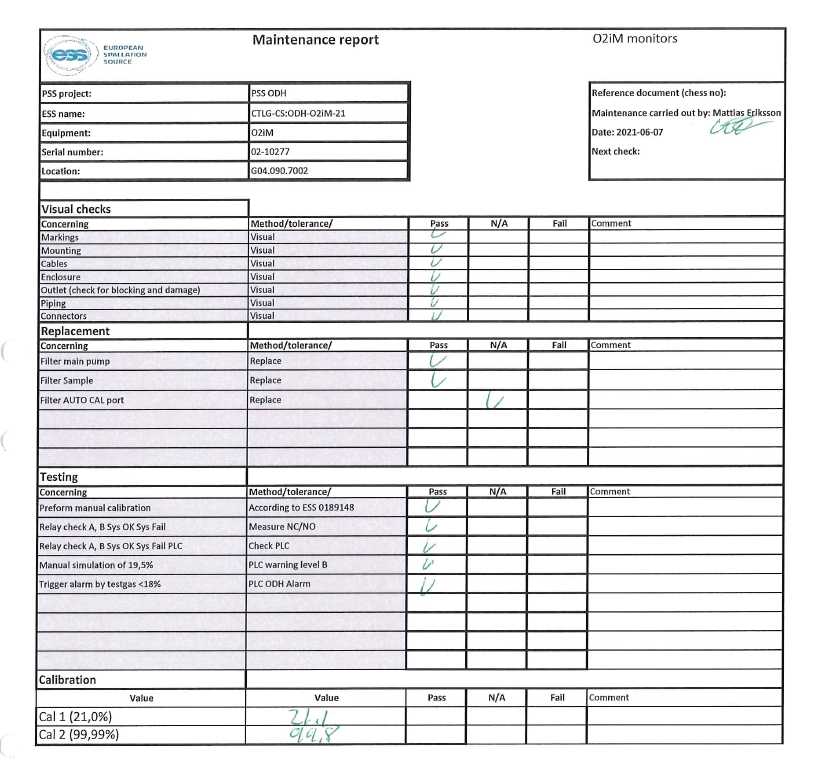 ess EUROPEAN SPALLATION SOURCE
Maintenance report
O2iM monitors
PSS project: PSS ODH
ESS name: CTLG-CS:ODH-O2iM-21
Equipment: O2iM
Serial number: 02-10277
Location: G04.090.7002
Reference document (chess no):
Maintenance carried out by: Mattias Eriksson
Date: 2021-06-07
Next check:
Visual checks
Concerning Method/tolerance/ Pass N/A Fail Comment
Markings Visual
Mounting Visual
Cables Visual
Enclosure Visual
Outlet (check for blocking and damage) Visual
Piping Visual
Connectors Visual
Replacement
Concerning Method/tolerance/ Pass N/A Fail Comment
Filter main pump Replace
Filter Sample Replace
Filter AUTO CAL port Replace
Testing
Concerning Method/tolerance/ Pass N/A Fail Comment
Preform manual calibration According to ESS 0189148
Relay check A, B Sys OK Sys Fail Measure NC/NO
Relay check A, B Sys OK Sys Fail PLC Check PLC
Manual simulation of 19,5% PLC warning level B
Trigger alarm by testgas <18% PLC ODH Alarm
Calibration
Value Value Pass N/A Fail Comment
Cal 1 (21,0%) 21.1
Cal 2 (99,99%) 99,8